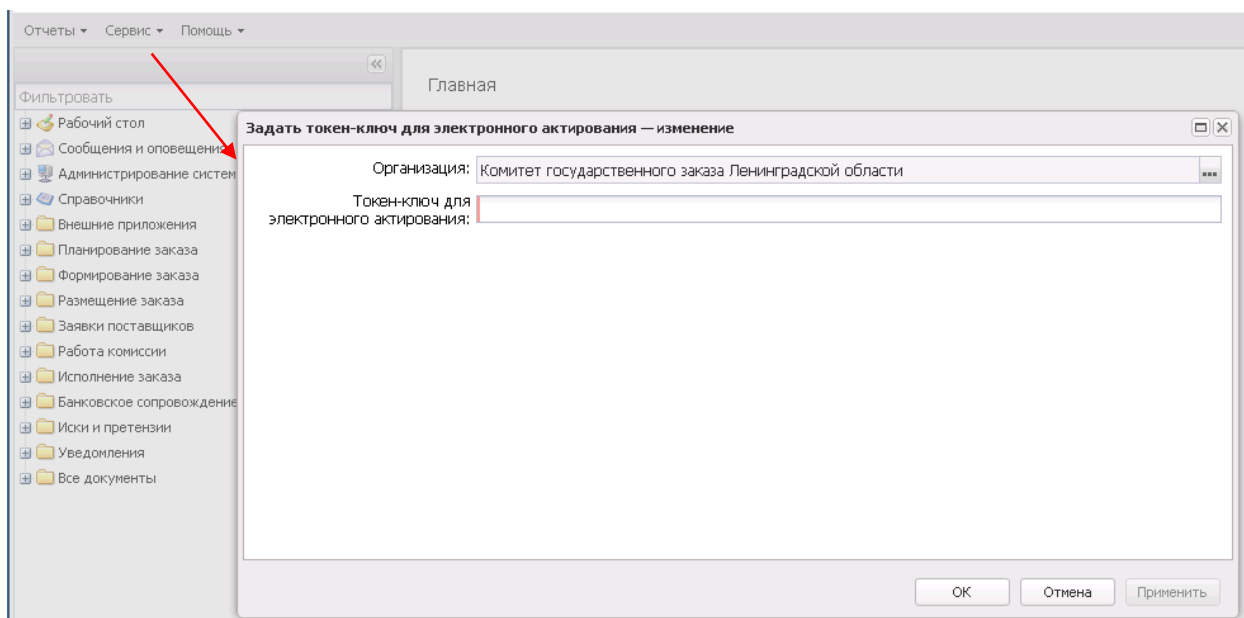 Отчеты Сервис Помощь
Главная
Фильтровать
Рабочий стол
Сообщения и оповещения
Администрирование систем
Справочники
Внешние приложения
Планирование заказа
Формирование заказа
Размещение заказа
Заявки поставщиков
Работа комиссии
Исполнение заказа
Банковское сопровождение
Иски и претензии
Уведомления
Все документы
Задать токен-ключ для электронного актирования — изменение
Организация: Комитет государственного заказа Ленинградской области ...
Токен-ключ для
электронного актирования:
ОК Отмена Применить